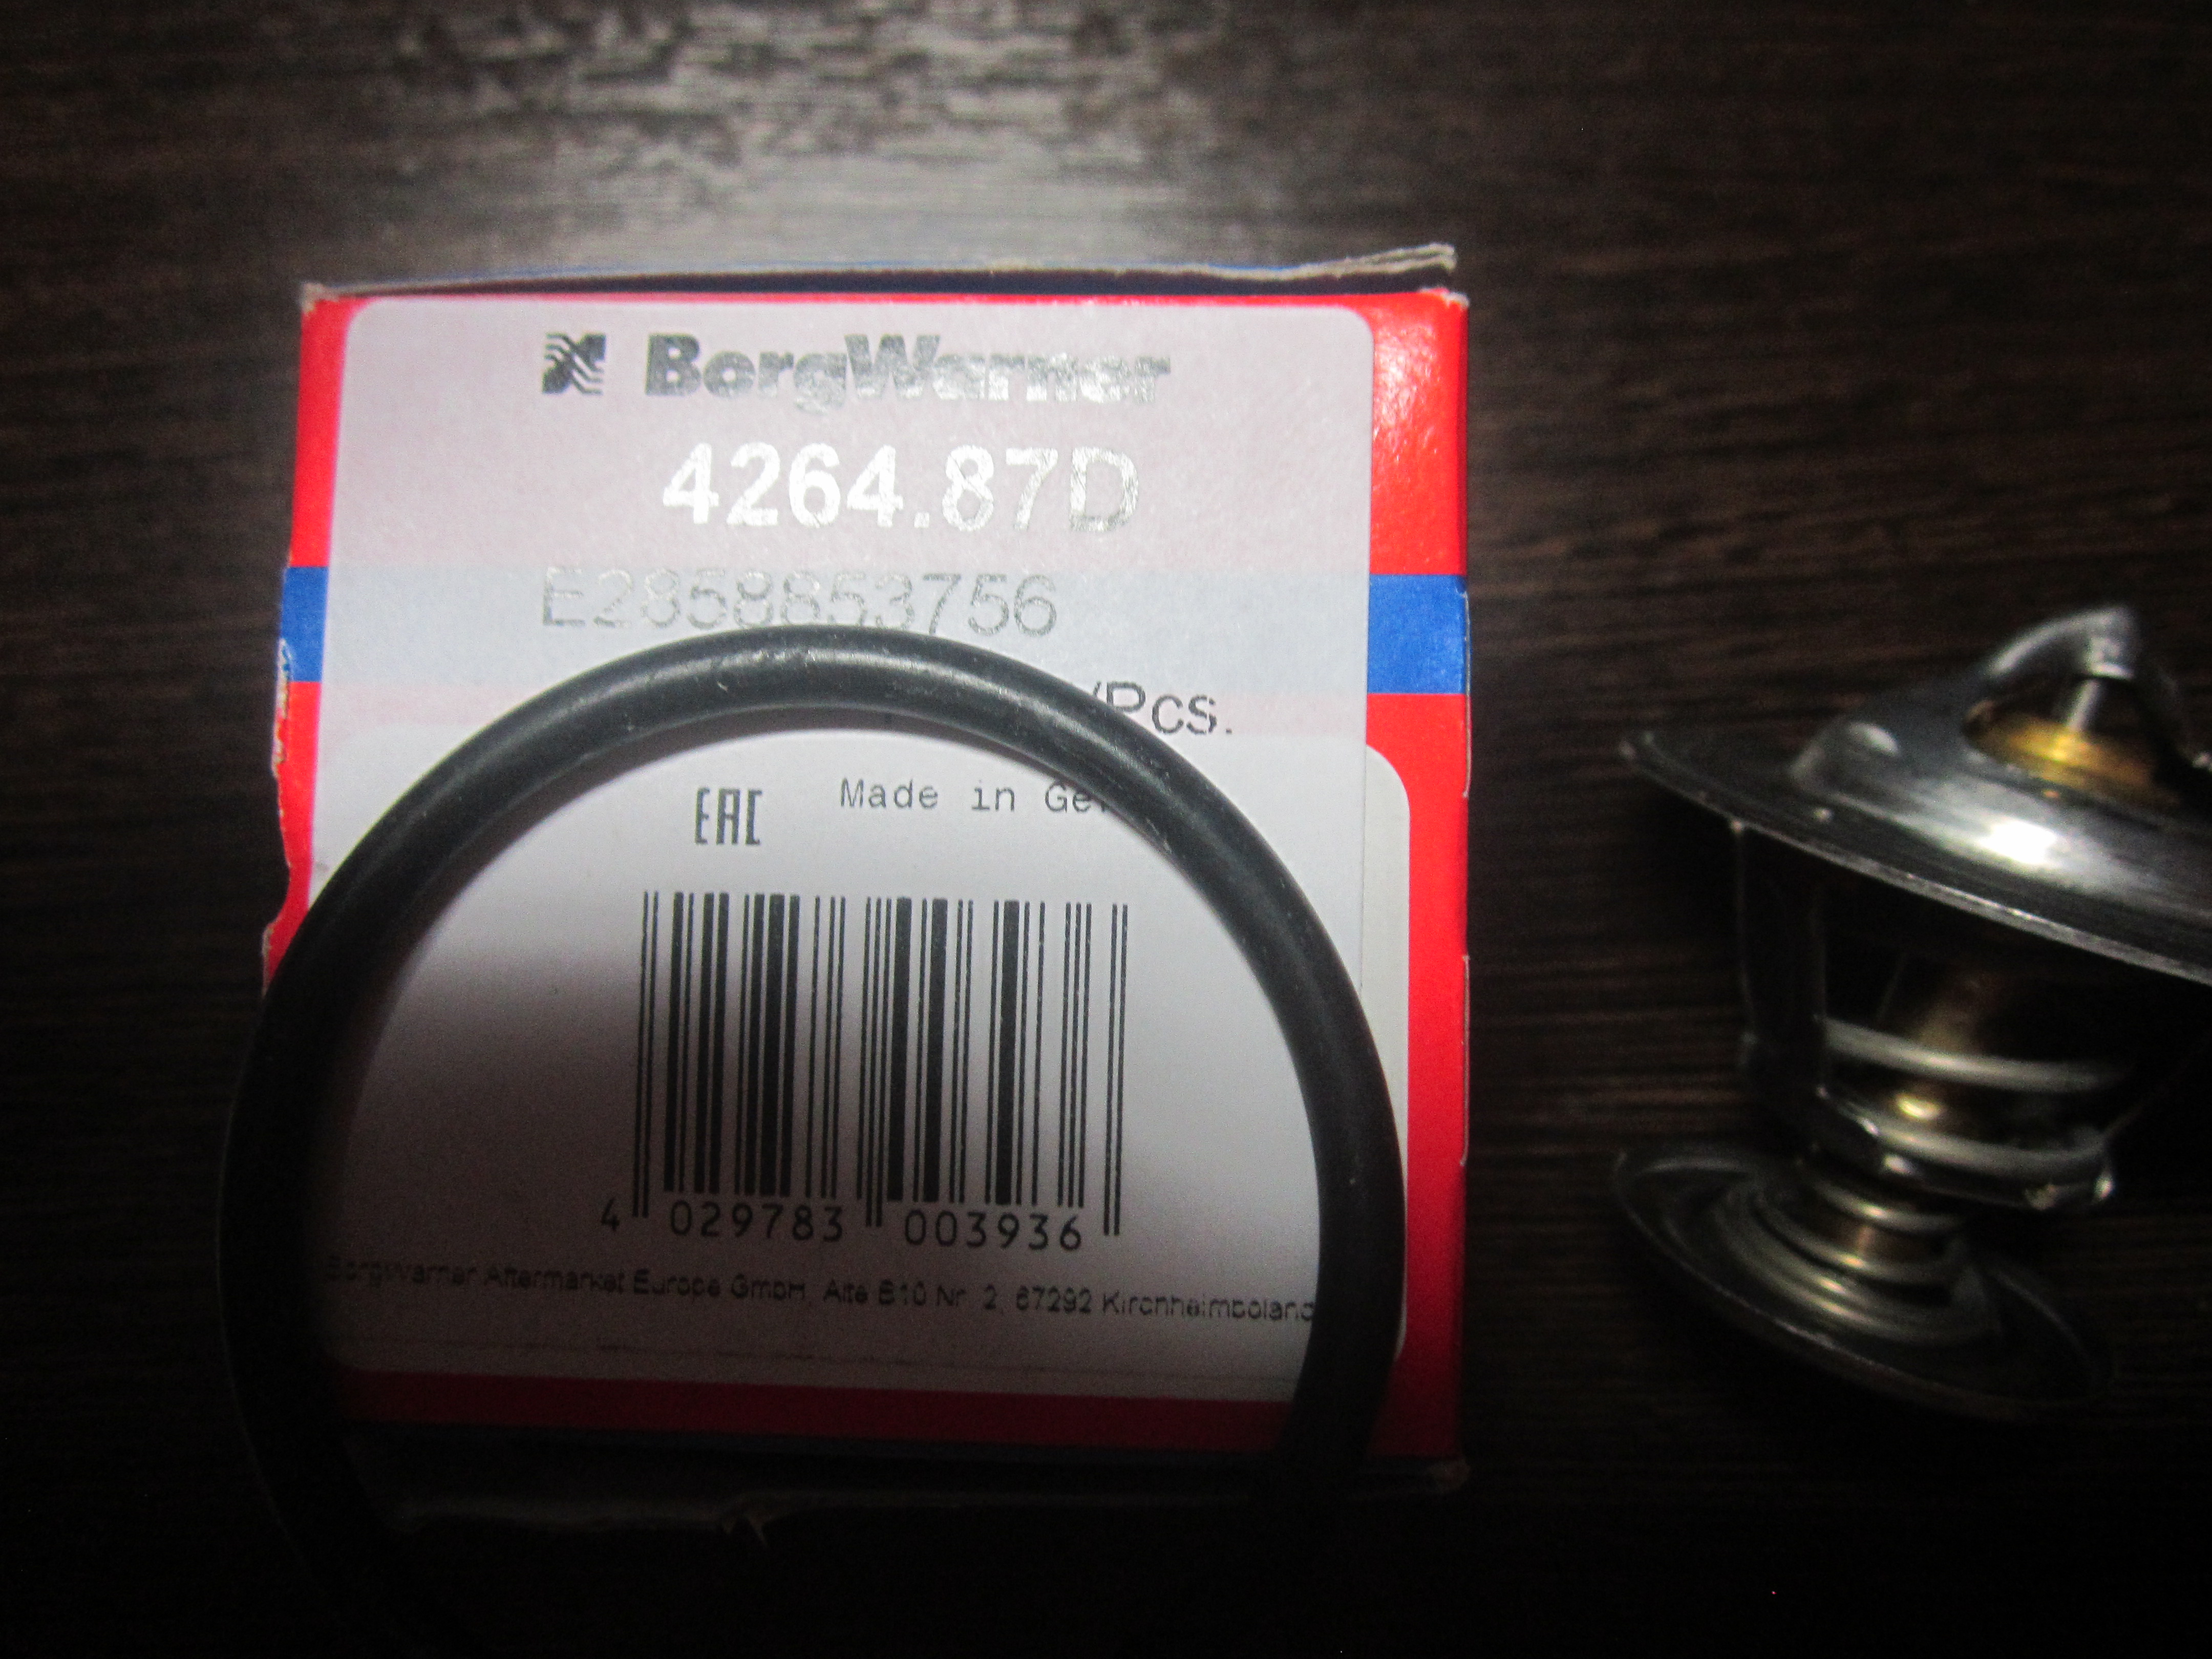 BorgWarner
4264.87D
E2858853756
/Pcs.
EAC Made in Ge
4 029783 003936
BorgWarner Aftermarket Europe GmbH, Alte B10 Nr. 2, 67292 Kirchheimboland